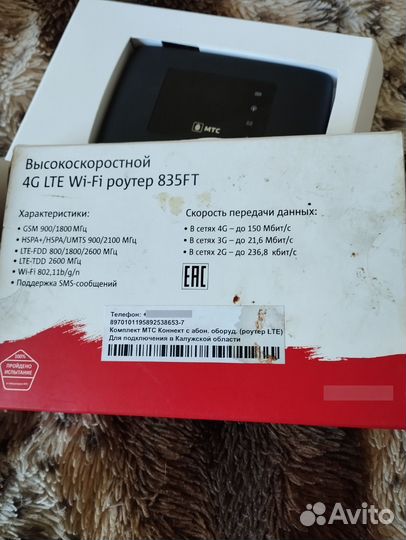 МТС
Высокоскоростной
4G LTE Wi-Fi роутер 835FT
Характеристики:
• GSM 900/1800 МГц
• HSPA+/HSPA/UMTS 900/2100 МГц
• LTE-FDD 800/1800/2600 МГц
• LTE-TDD 2600 МГц
• Wi-Fi 802,11b/g/n
• Поддержка SMS-сообщений
Скорость передачи данных:
• В сетях 4G – до 150 Мбит/с
• В сетях 3G – до 21,6 Мбит/с
• В сетях 2G – до 236,8 кбит/с
EAC
Телефон: +
8970101195892538653-7
Комплект МТС Коннект с абон. оборуд. (роутер LTE)
Для подключения в Калужской области
100%
ПРОЙДЕНО
ИСПЫТАНИЕ
Avito